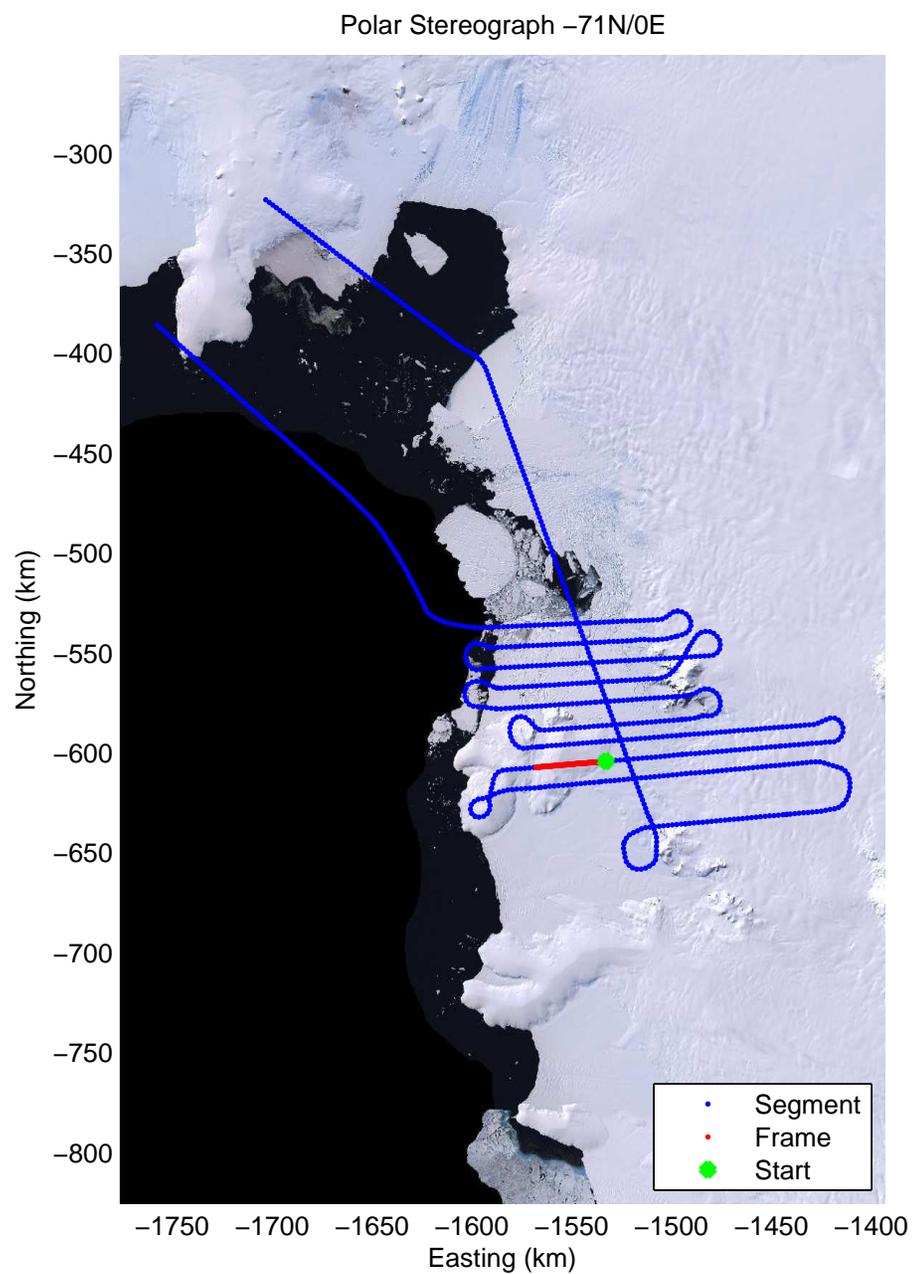 Polar Stereograph −71N/0E
−300
−350
−400
−450
−500
−550
−600
−650
−700
−750
−800
Northing (km)
Segment
Frame
Start
−1750 −1700 −1650 −1600 −1550 −1500 −1450 −1400
Easting (km)